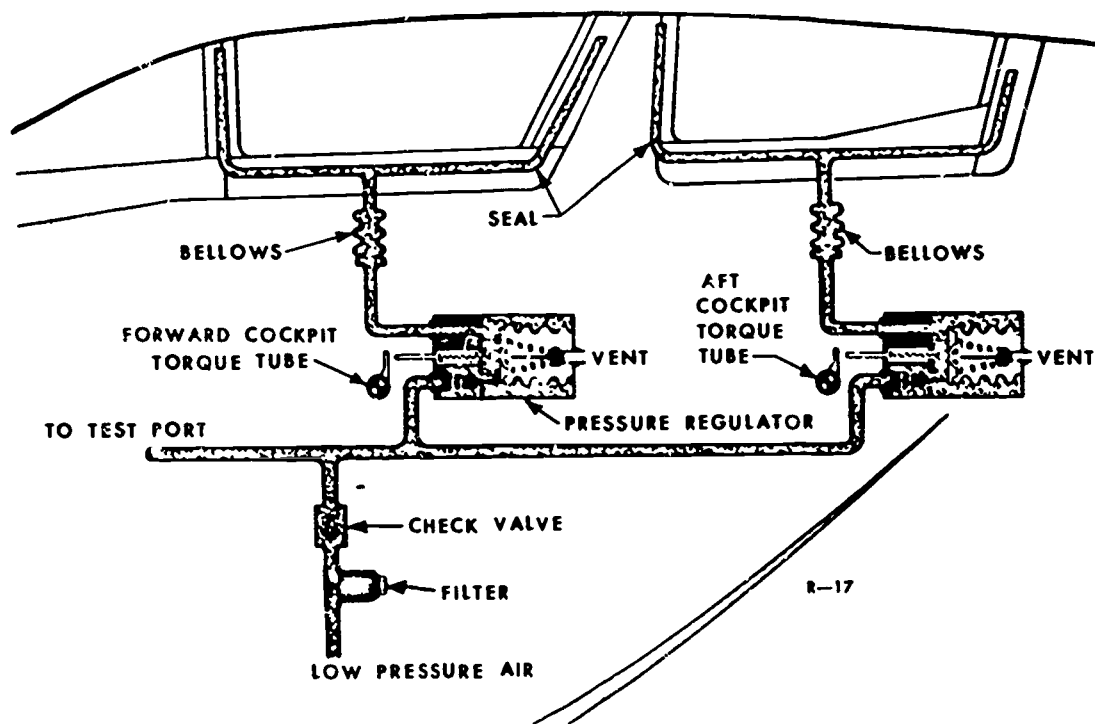 SEAL
BELLOWS
BELLOWS
FORWARD COCKPIT
TORQUE TUBE
VENT
AFT
COCKPIT
TORQUE
TUBE
VENT
PRESSURE REGULATOR
TO TEST PORT
CHECK VALVE
FILTER
R-17
LOW PRESSURE AIR